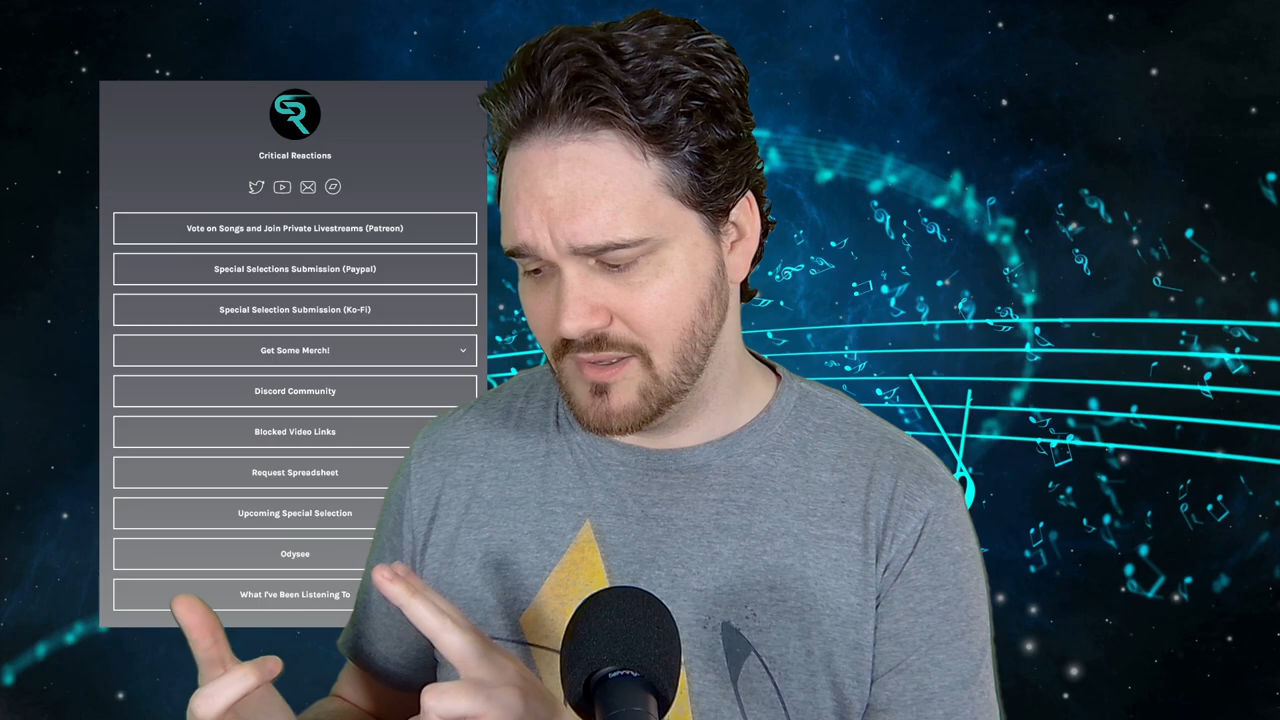 CR
Critical Reactions
Vote on Songs and Join Private Livestreams (Patreon)
Special Selections Submission (Paypal)
Special Selection Submission (Ko-Fi)
Get Some Merch!
Discord Community
Blocked Video Links
Request Spreadsheet
Upcoming Special Selection
Odysee
What I've Been Listening To